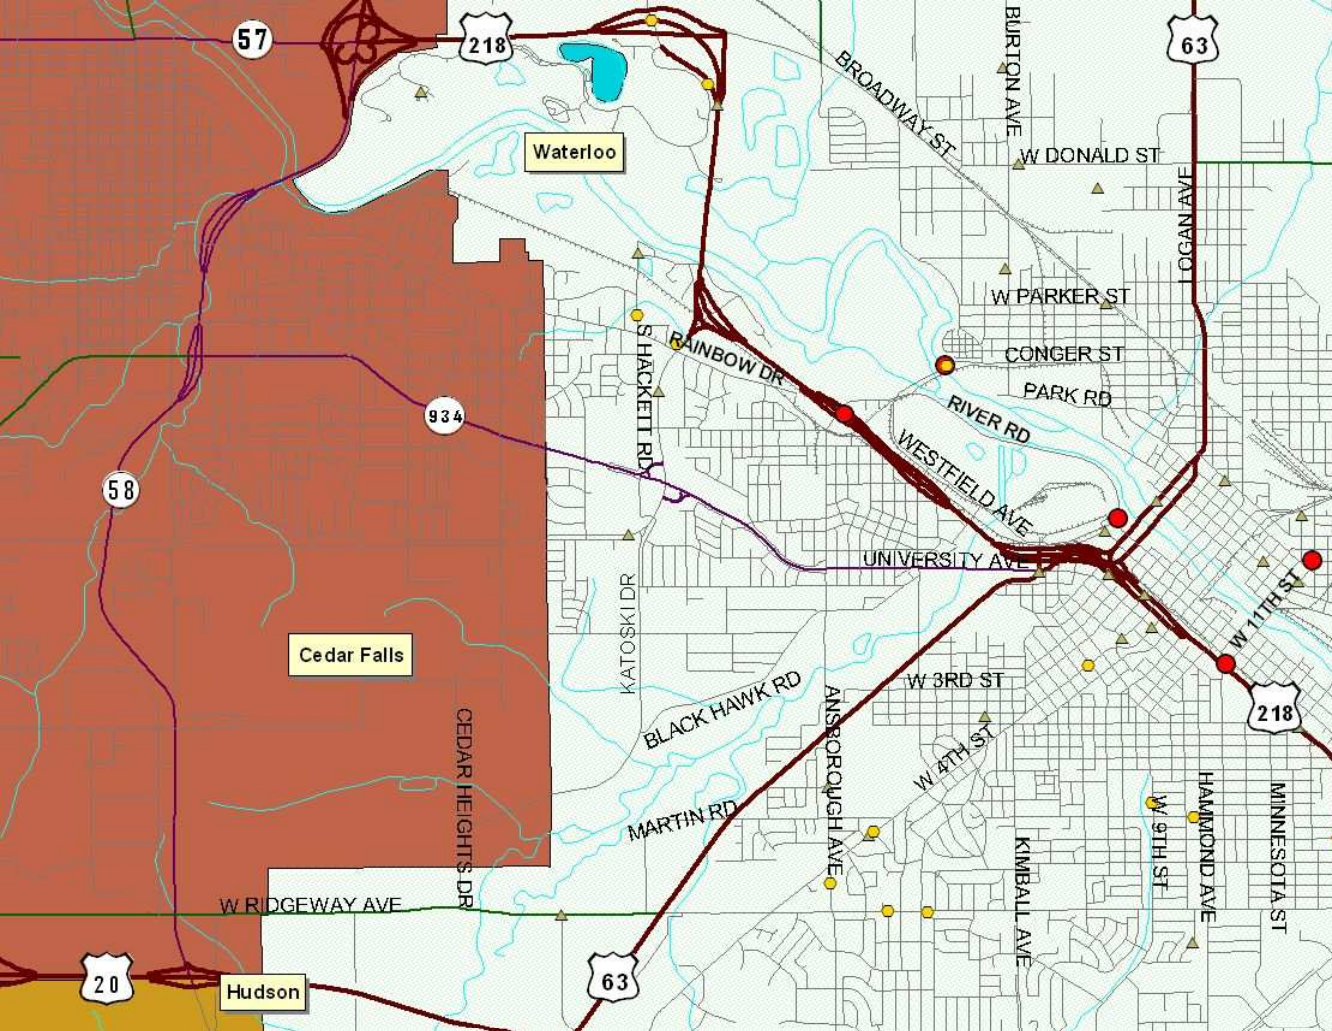 57
218
63
BURTON AVE
BROADWAY ST
Waterloo
W DONALD ST
LOGAN AVE
W PARKER ST
S HACKETT RD
RAINBOW DR
CONGER ST
PARK RD
934
RIVER RD
WESTFIELD AVE
58
UNIVERSITY AVE
W 11TH ST
KATOSKI DR
Cedar Falls
BLACK HAWK RD
W 3RD ST
218
CEDAR HEIGHTS DR
ANSBOROUGH AVE
W 4TH ST
MARTIN RD
W 9TH ST
HAMMOND AVE
MINNESOTA ST
KIMBALL AVE
W RIDGEWAY AVE
20
Hudson
63